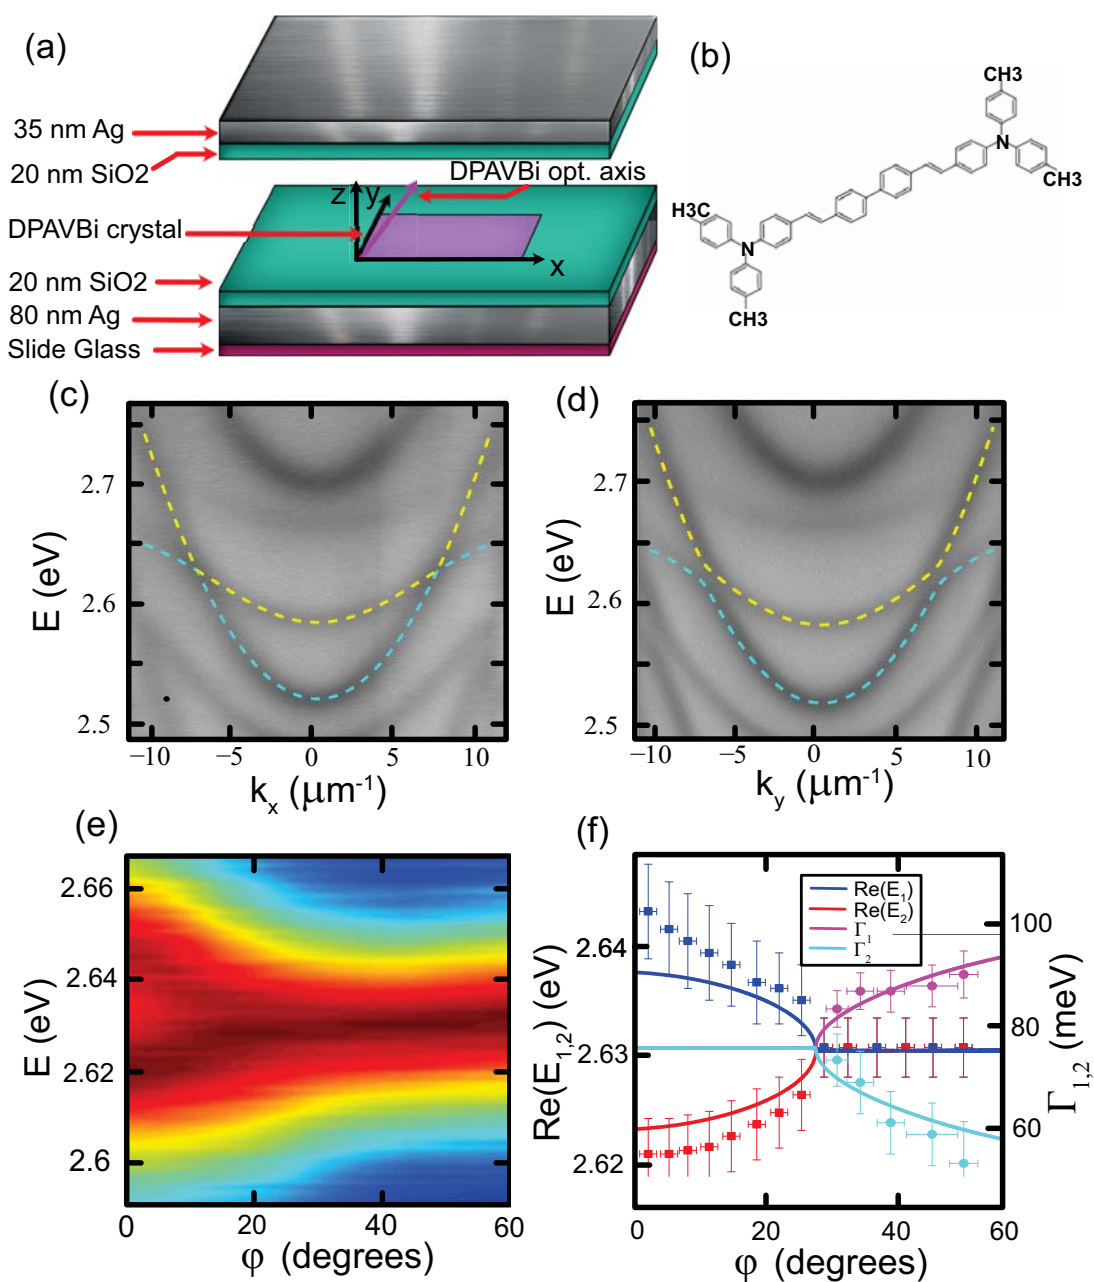 (a)
35 nm Ag
20 nm SiO2
DPAVBi opt. axis
z
y
x
DPAVBi crystal
20 nm SiO2
80 nm Ag
Slide Glass
(b)
CH3
N
CH3
H3C
N
CH3
(c)
E (eV)
2.7
2.6
2.5
−10
−5
0
5
10
kx (μm-1)
(d)
E (eV)
2.7
2.6
2.5
−10
−5
0
5
10
ky (μm-1)
(e)
E (eV)
2.66
2.64
2.62
2.6
0
20
40
60
φ (degrees)
(f)
Re(E1,2) (eV)
2.64
2.63
2.62
Re(E1)
Re(E2)
Γ1
Γ2
100
80
60
Γ1,2 (meV)
0
20
40
60
φ (degrees)